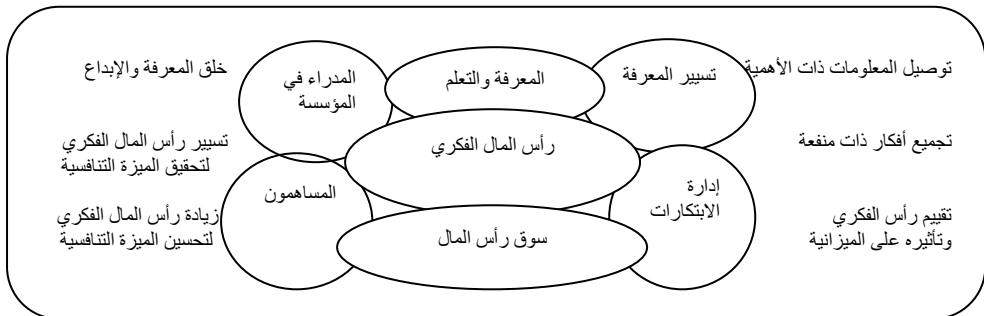 توصيل المعلومات ذات الأهمية
تسيير المعرفة
المعرفة والتعلم
المدراء في
المؤسسة
خلق المعرفة والإبداع
تجميع أفكار ذات منفعة
رأس المال الفكري
تسيير رأس المال الفكري
لتحقيق الميزة التنافسية
إدارة
الابتكارات
المساهمون
تقييم رأس الفكري
وتأثيره على الميزانية
سوق رأس المال
زيادة رأس المال الفكري
لتحسين الميزة التنافسية